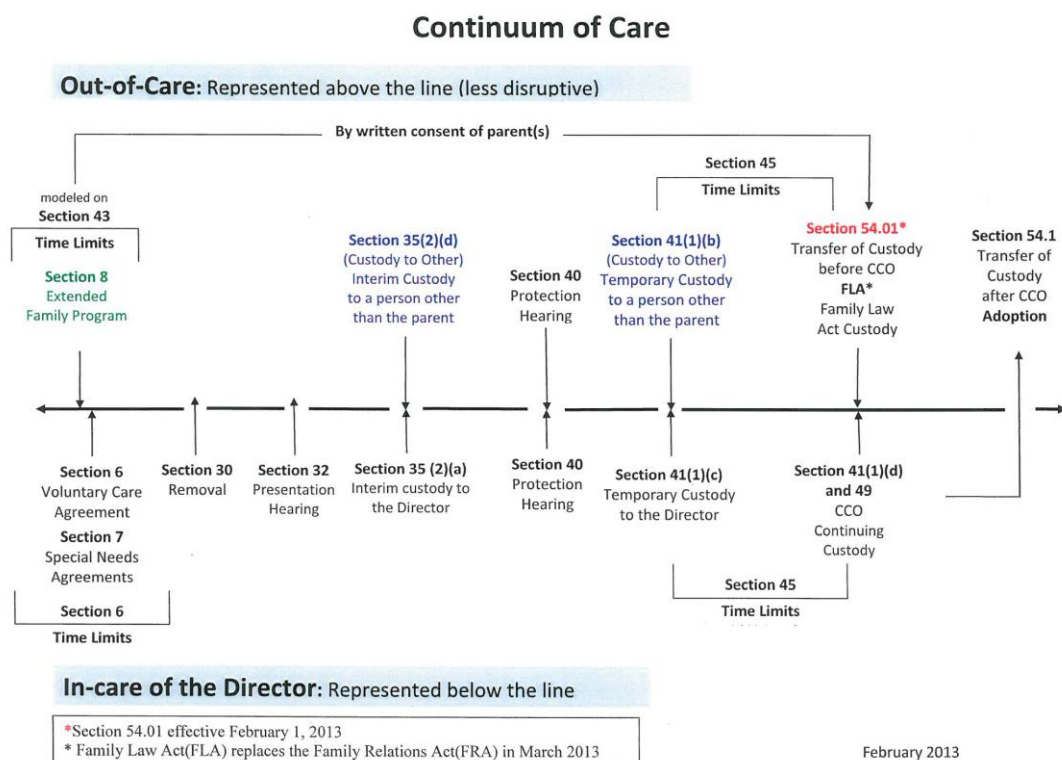 Continuum of Care
Out-of-Care: Represented above the line (less disruptive)
By written consent of parent(s)
Section 45
Time Limits
modeled on
Section 43
Time Limits
Section 8
Extended
Family Program
Section 35(2)(d)
(Custody to Other)
Interim Custody
to a person other
than the parent
Section 40
Protection
Hearing
Section 41(1)(b)
(Custody to Other)
Temporary Custody
to a person other
than the parent
Section 54.01*
Transfer of Custody
before CCO
FLA*
Family Law
Act Custody
Section 54.1
Transfer of
Custody
after CCO
Adoption
Section 6
Voluntary Care
Agreement
Section 7
Special Needs
Agreements
Section 6
Time Limits
Section 30
Removal
Section 32
Presentation
Hearing
Section 35 (2)(a)
Interim custody to
the Director
Section 40
Protection
Hearing
Section 41(1)(c)
Temporary Custody
to the Director
Section 41(1)(d)
and 49
CCO
Continuing
Custody
Section 45
Time Limits
In-care of the Director: Represented below the line
*Section 54.01 effective February 1, 2013
* Family Law Act(FLA) replaces the Family Relations Act(FRA) in March 2013
February 2013